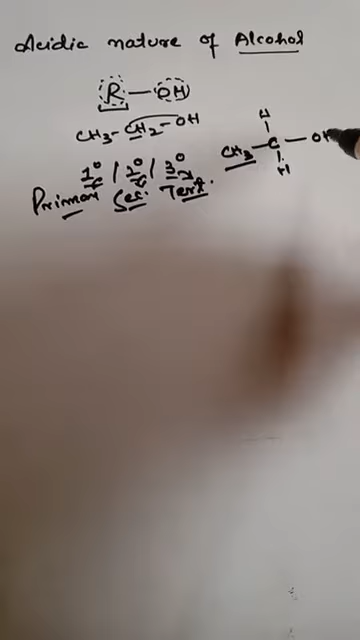 Acidic nature of Alcohol
R—OH
CH3-CH2-OH
1° / 2° / 3°
Primary Sec. Tert.
H
CH3—C—OH
H